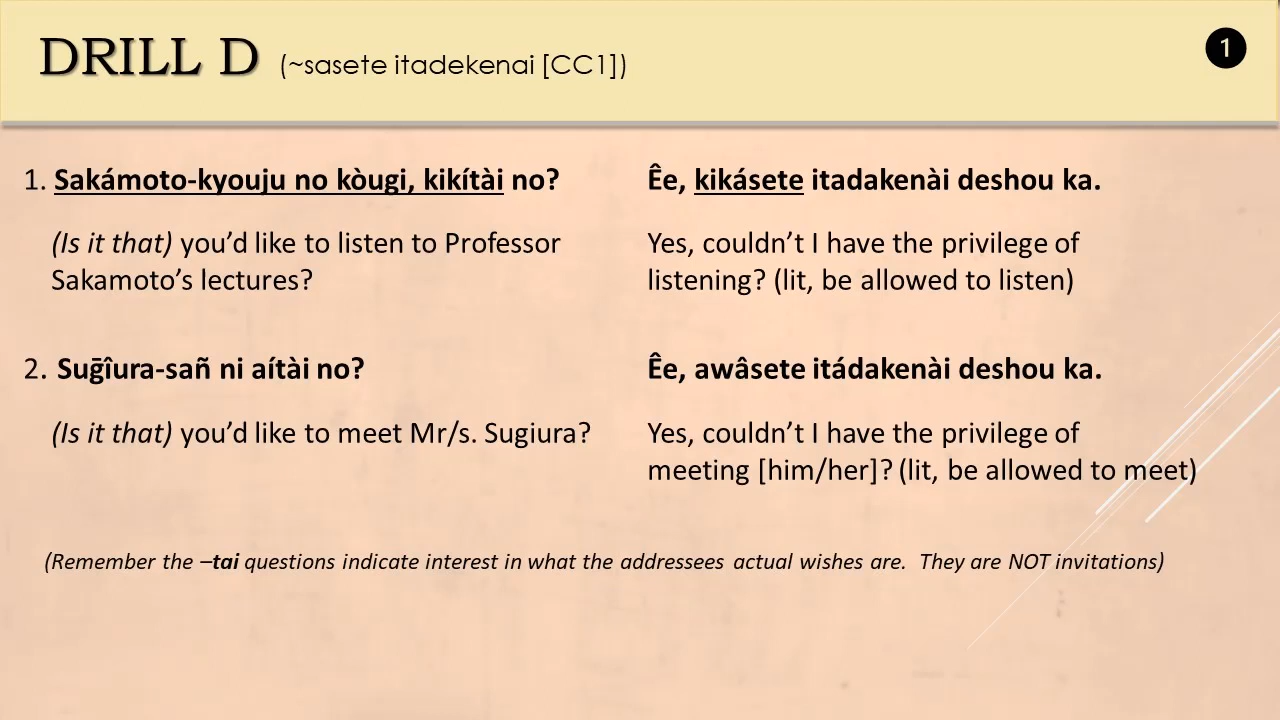 DRILL D (~sasete itadekenai [CC1])
1
1. Sakámoto-kyouju no kòugi, kikítài no?
Êe, kikásete itadakenài deshou ka.
(Is it that) you’d like to listen to Professor
Sakamoto’s lectures?
Yes, couldn’t I have the privilege of
listening? (lit, be allowed to listen)
2. Suḡîura-sañ ni aítài no?
Êe, awâsete itádakenài deshou ka.
(Is it that) you’d like to meet Mr/s. Sugiura?
Yes, couldn’t I have the privilege of
meeting [him/her]? (lit, be allowed to meet)
(Remember the –tai questions indicate interest in what the addressees actual wishes are. They are NOT invitations)